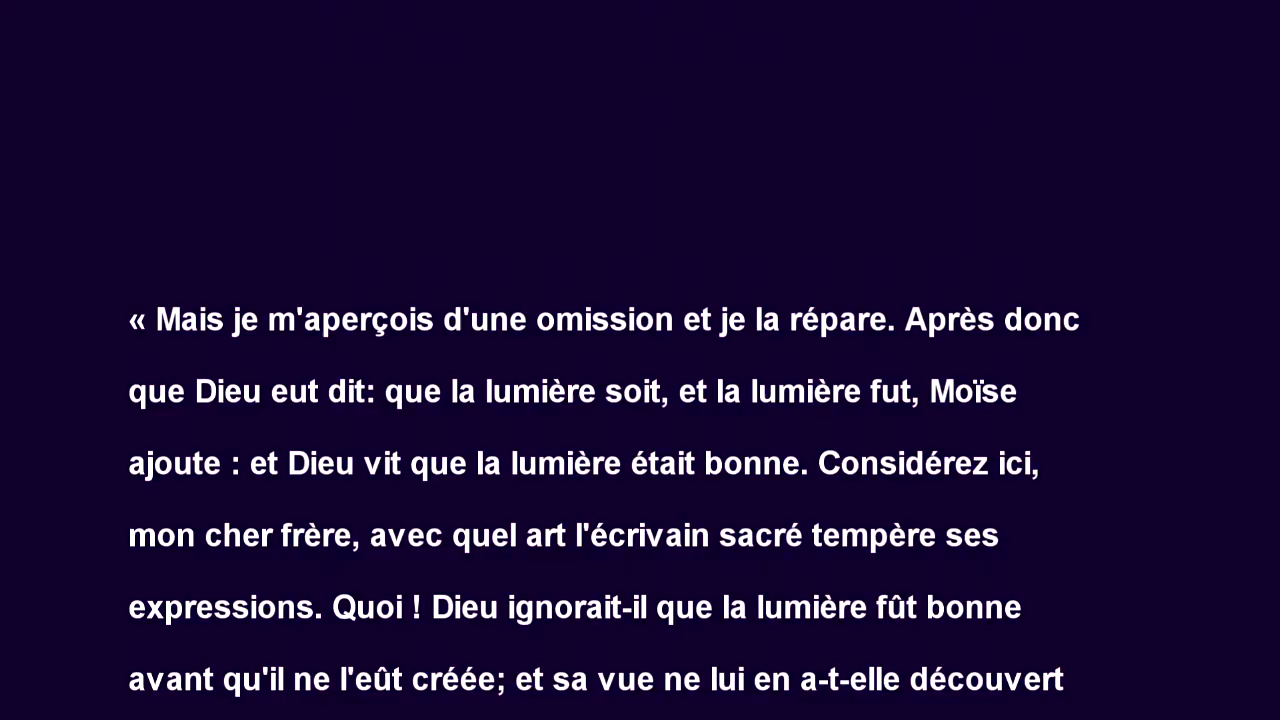 « Mais je m'aperçois d'une omission et je la répare. Après donc
que Dieu eut dit: que la lumière soit, et la lumière fut, Moïse
ajoute : et Dieu vit que la lumière était bonne. Considérez ici,
mon cher frère, avec quel art l'écrivain sacré tempère ses
expressions. Quoi ! Dieu ignorait-il que la lumière fût bonne
avant qu'il ne l'eût créée; et sa vue ne lui en a-t-elle découvert